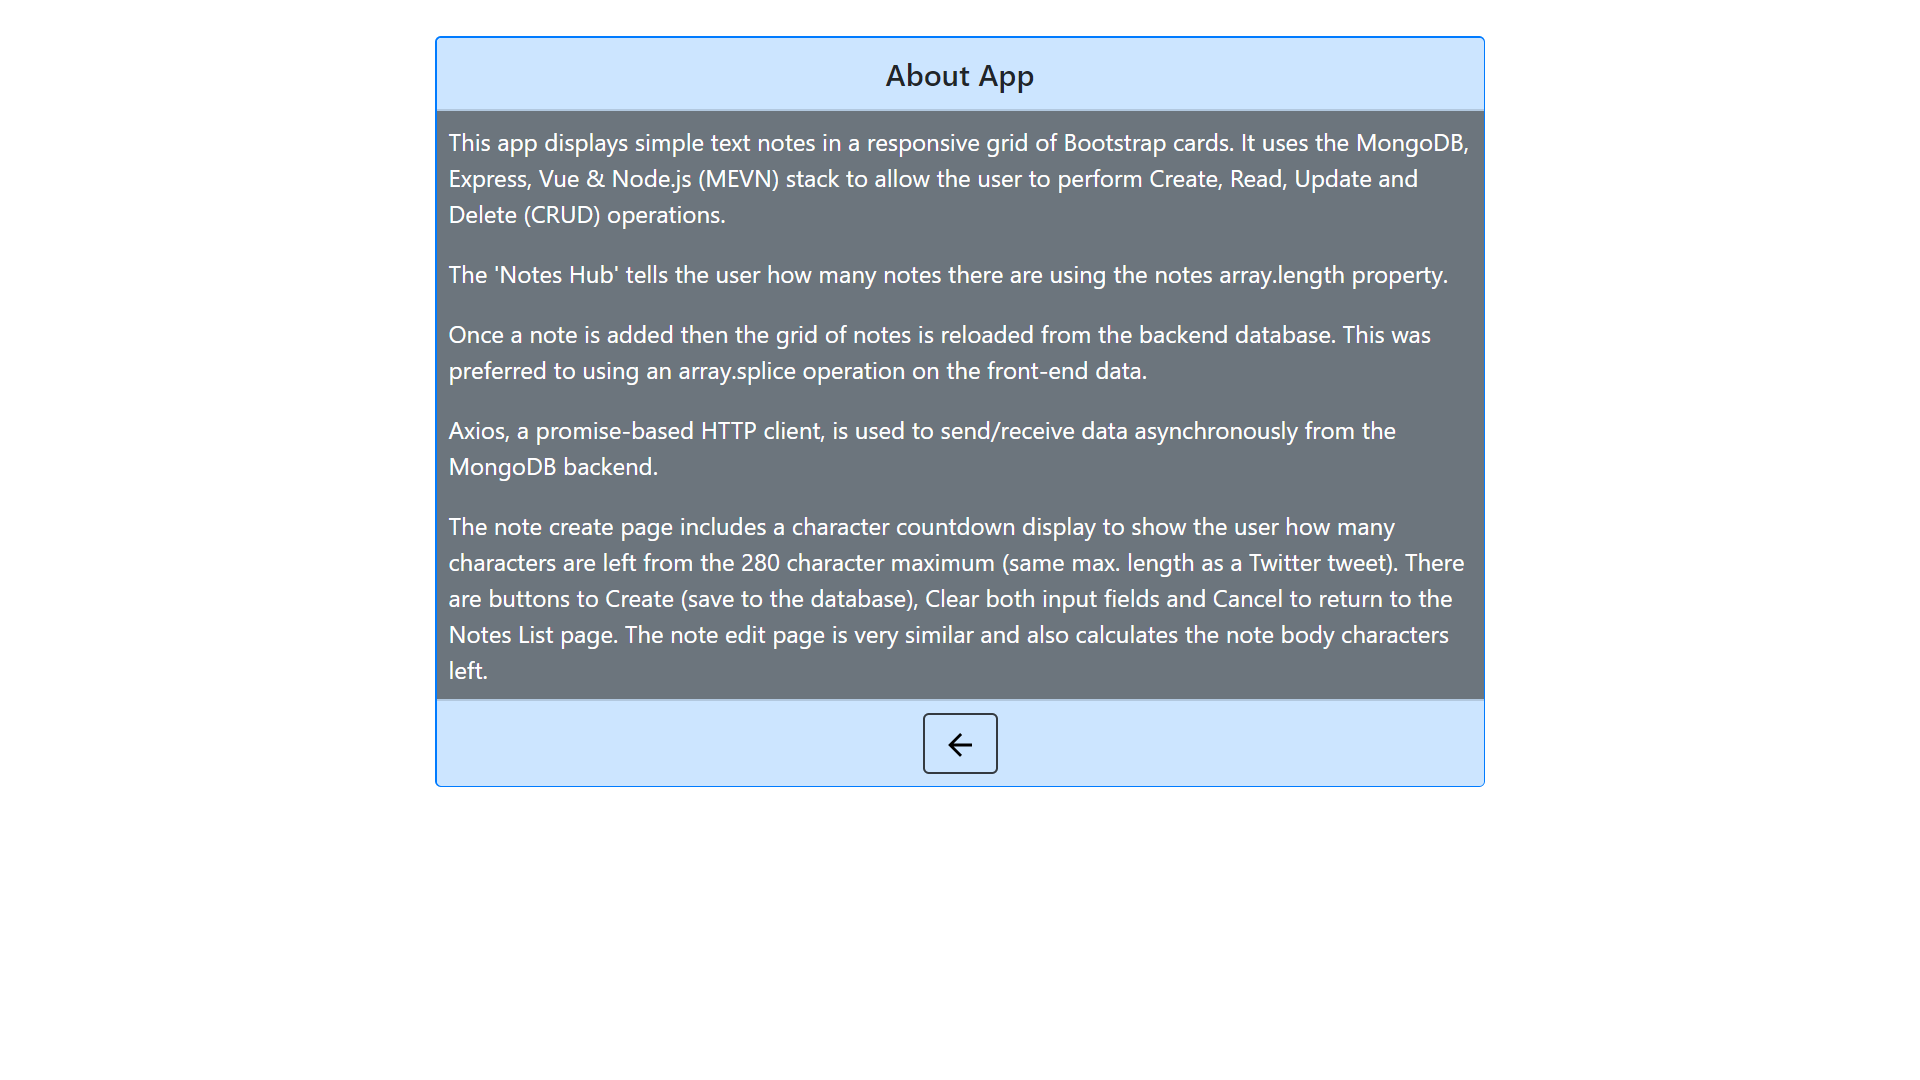 About App
This app displays simple text notes in a responsive grid of Bootstrap cards. It uses the MongoDB,
Express, Vue & Node.js (MEVN) stack to allow the user to perform Create, Read, Update and
Delete (CRUD) operations.
The 'Notes Hub' tells the user how many notes there are using the notes array.length property.
Once a note is added then the grid of notes is reloaded from the backend database. This was
preferred to using an array.splice operation on the front-end data.
Axios, a promise-based HTTP client, is used to send/receive data asynchronously from the
MongoDB backend.
The note create page includes a character countdown display to show the user how many
characters are left from the 280 character maximum (same max. length as a Twitter tweet). There
are buttons to Create (save to the database), Clear both input fields and Cancel to return to the
Notes List page. The note edit page is very similar and also calculates the note body characters
left.